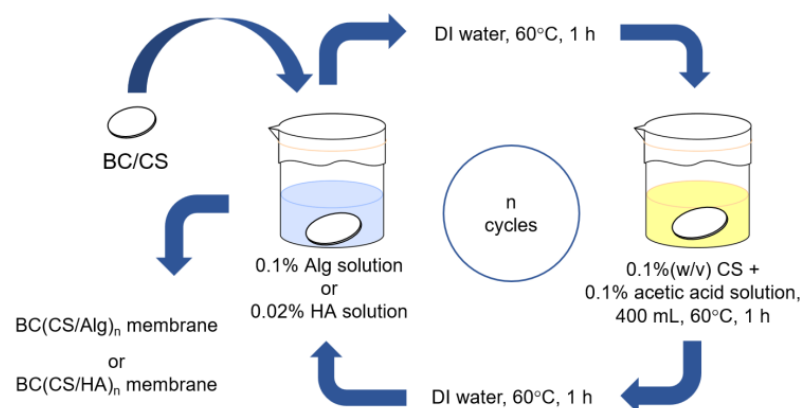 DI water, 60°C, 1 h
BC/CS
n
cycles
0.1% Alg solution
or
0.02% HA solution
0.1%(w/v) CS +
0.1% acetic acid solution,
400 mL, 60°C, 1 h
BC(CS/Alg)n membrane
or
BC(CS/HA)n membrane
DI water, 60°C, 1 h